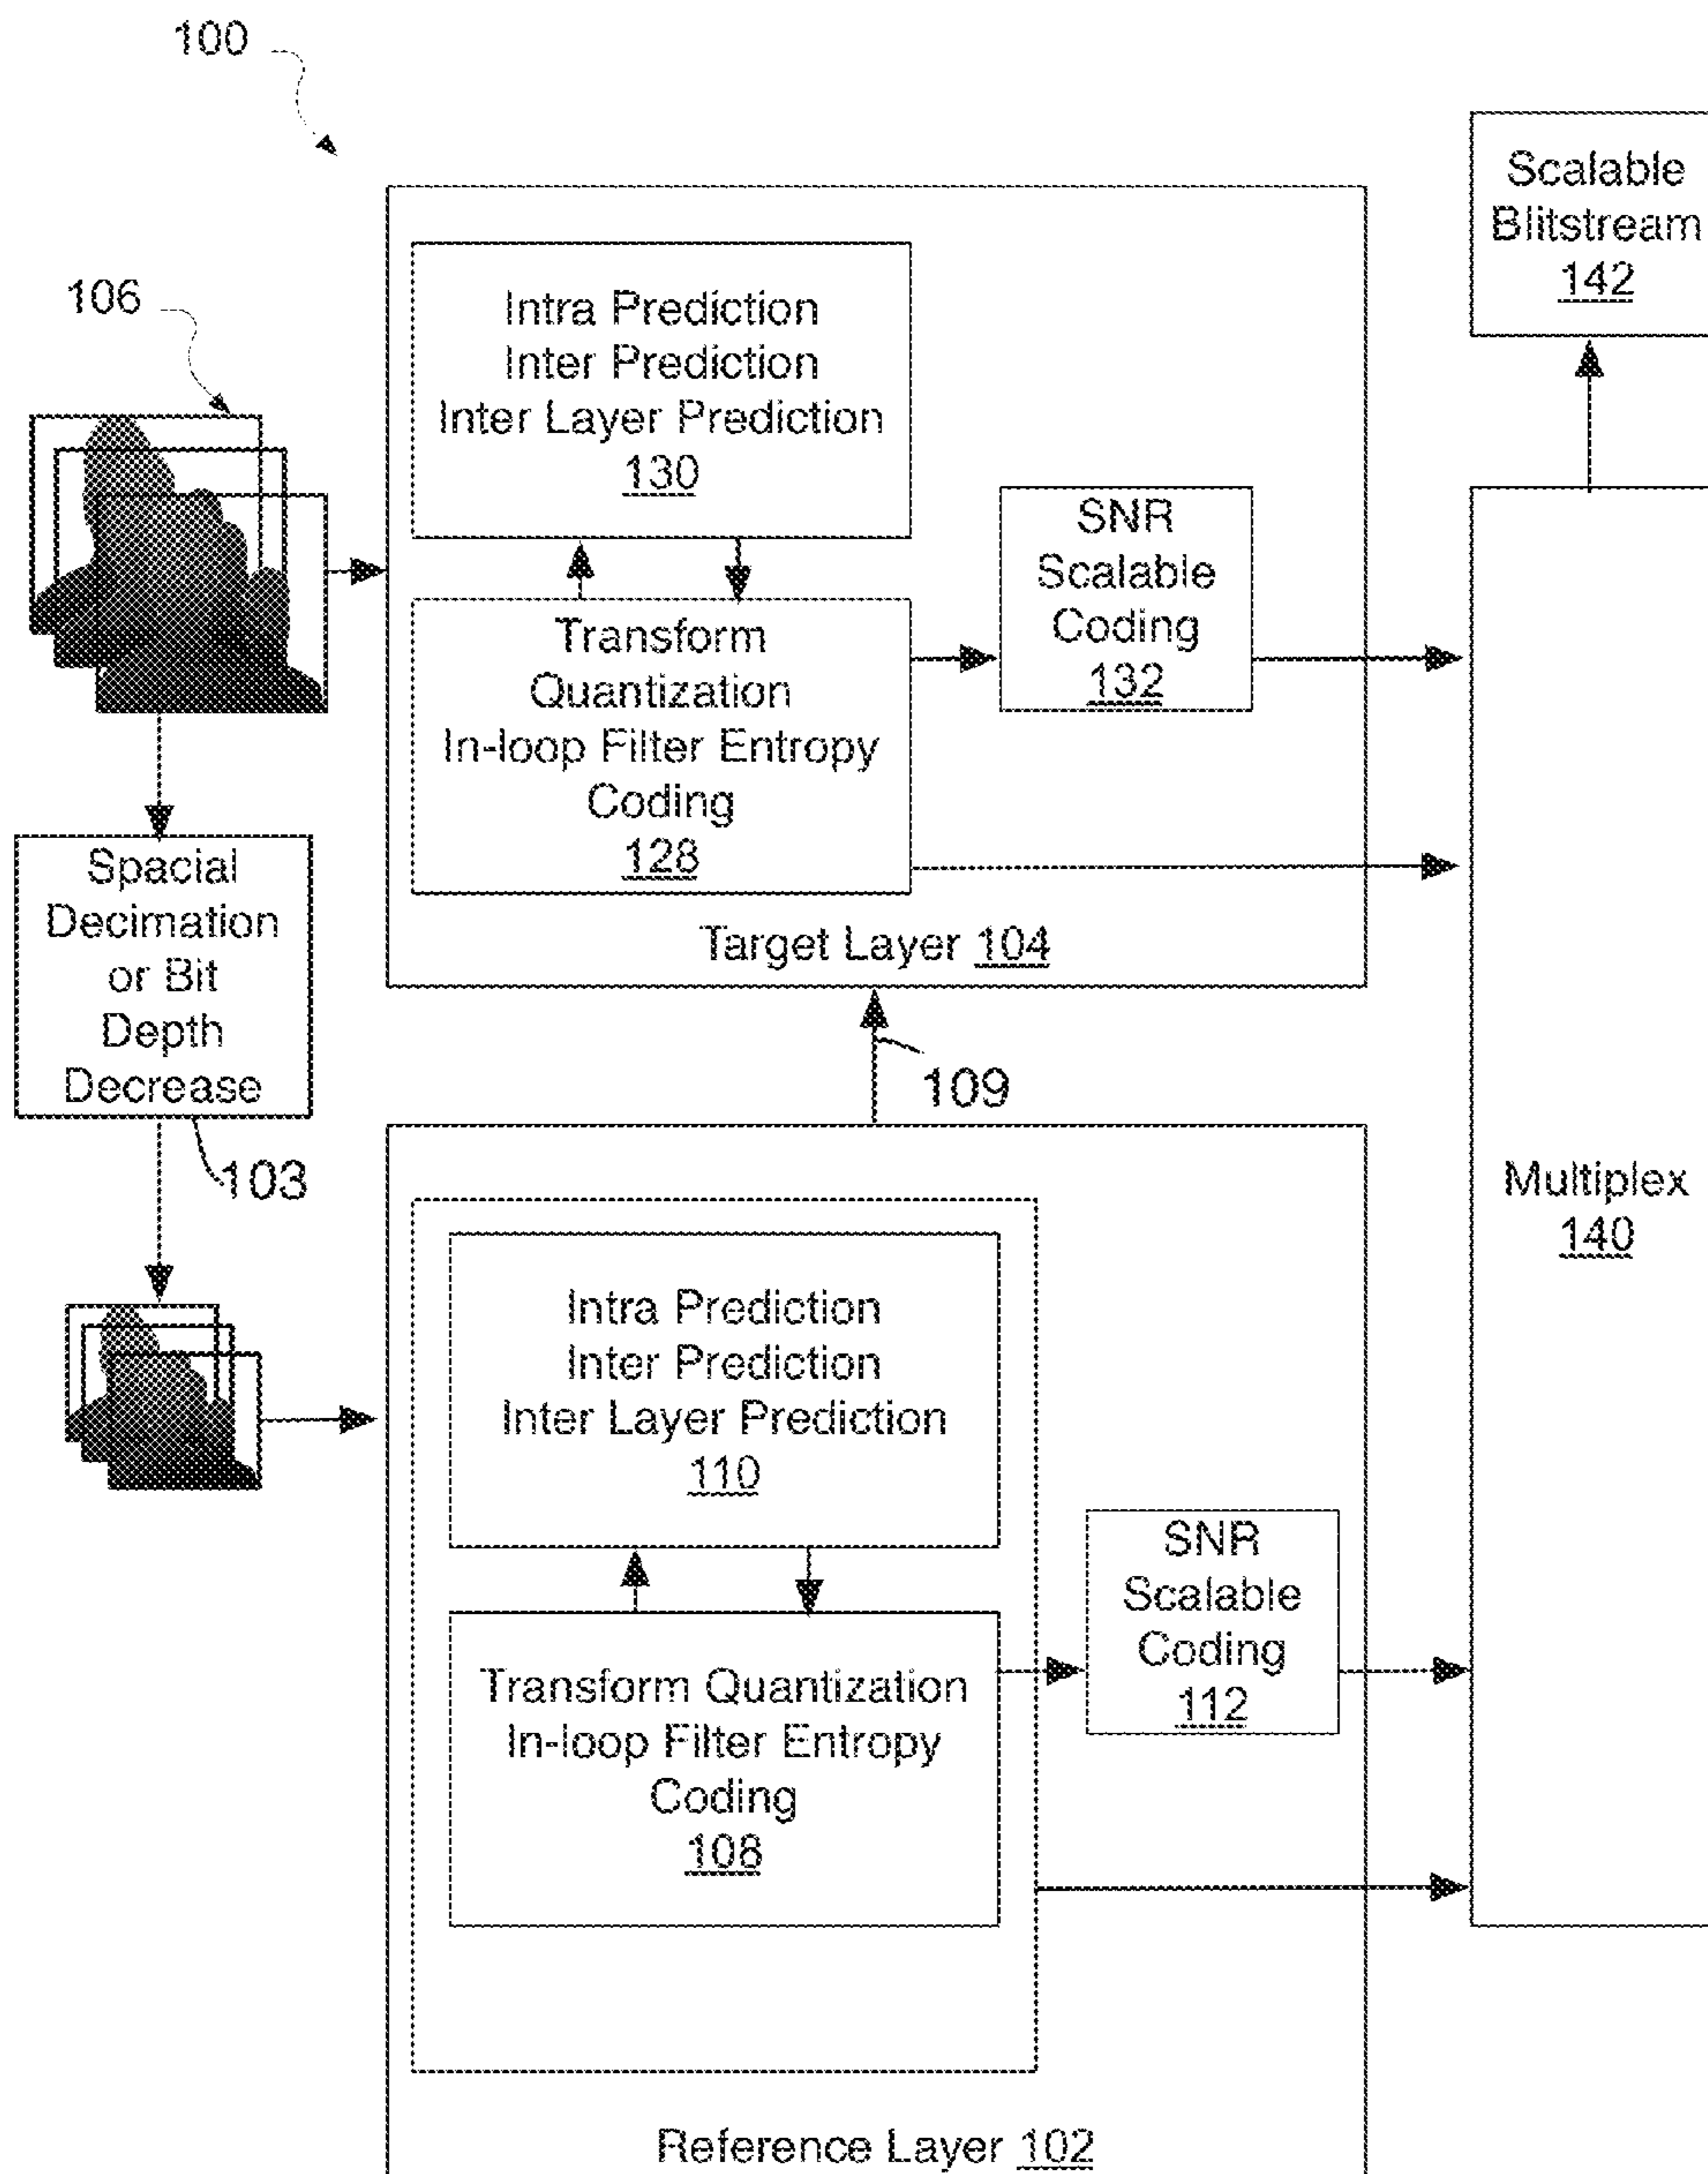 100
106
Intra Prediction
Inter Prediction
Inter Layer Prediction
130
Transform
Quantization
In-loop Filter Entropy
Coding
128
SNR
Scalable
Coding
132
Target Layer 104
Scalable
Blitstream
142
Spacial
Decimation
or Bit
Depth
Decrease
103
109
Intra Prediction
Inter Prediction
Inter Layer Prediction
110
Transform Quantization
In-loop Filter Entropy
Coding
108
SNR
Scalable
Coding
112
Reference Layer 102
Multiplex
140